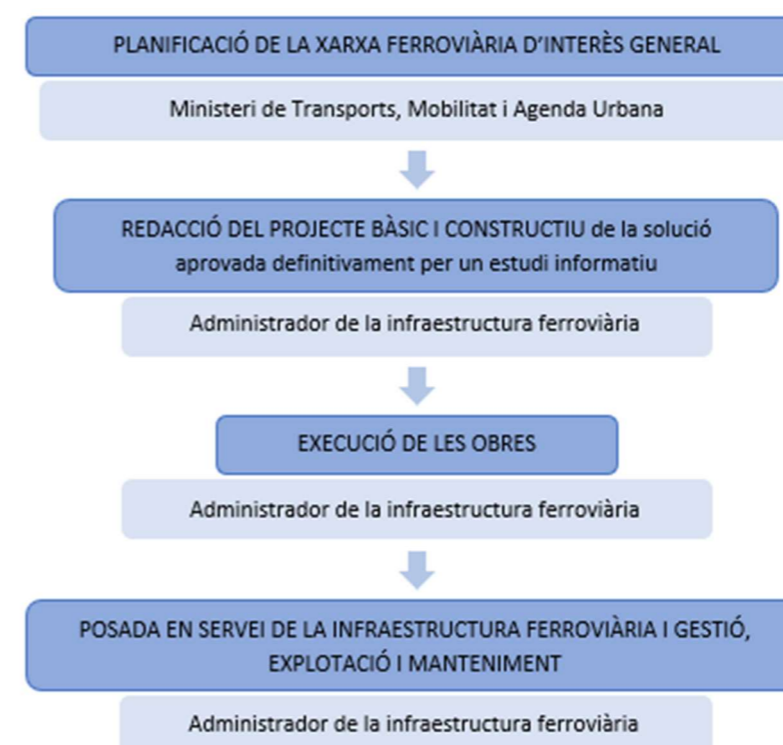 PLANIFICACIÓ DE LA XARXA FERROVIÀRIA D'INTERÈS GENERAL
Ministeri de Transports, Mobilitat i Agenda Urbana
REDACCIÓ DEL PROJECTE BÀSIC I CONSTRUCTIU de la solució
aprovada definitivament per un estudi informatiu
Administrador de la infraestructura ferroviària
EXECUCIÓ DE LES OBRES
Administrador de la infraestructura ferroviària
POSADA EN SERVEI DE LA INFRAESTRUCTURA FERROVIÀRIA I GESTIÓ,
EXPLOTACIÓ I MANTENIMENT
Administrador de la infraestructura ferroviària